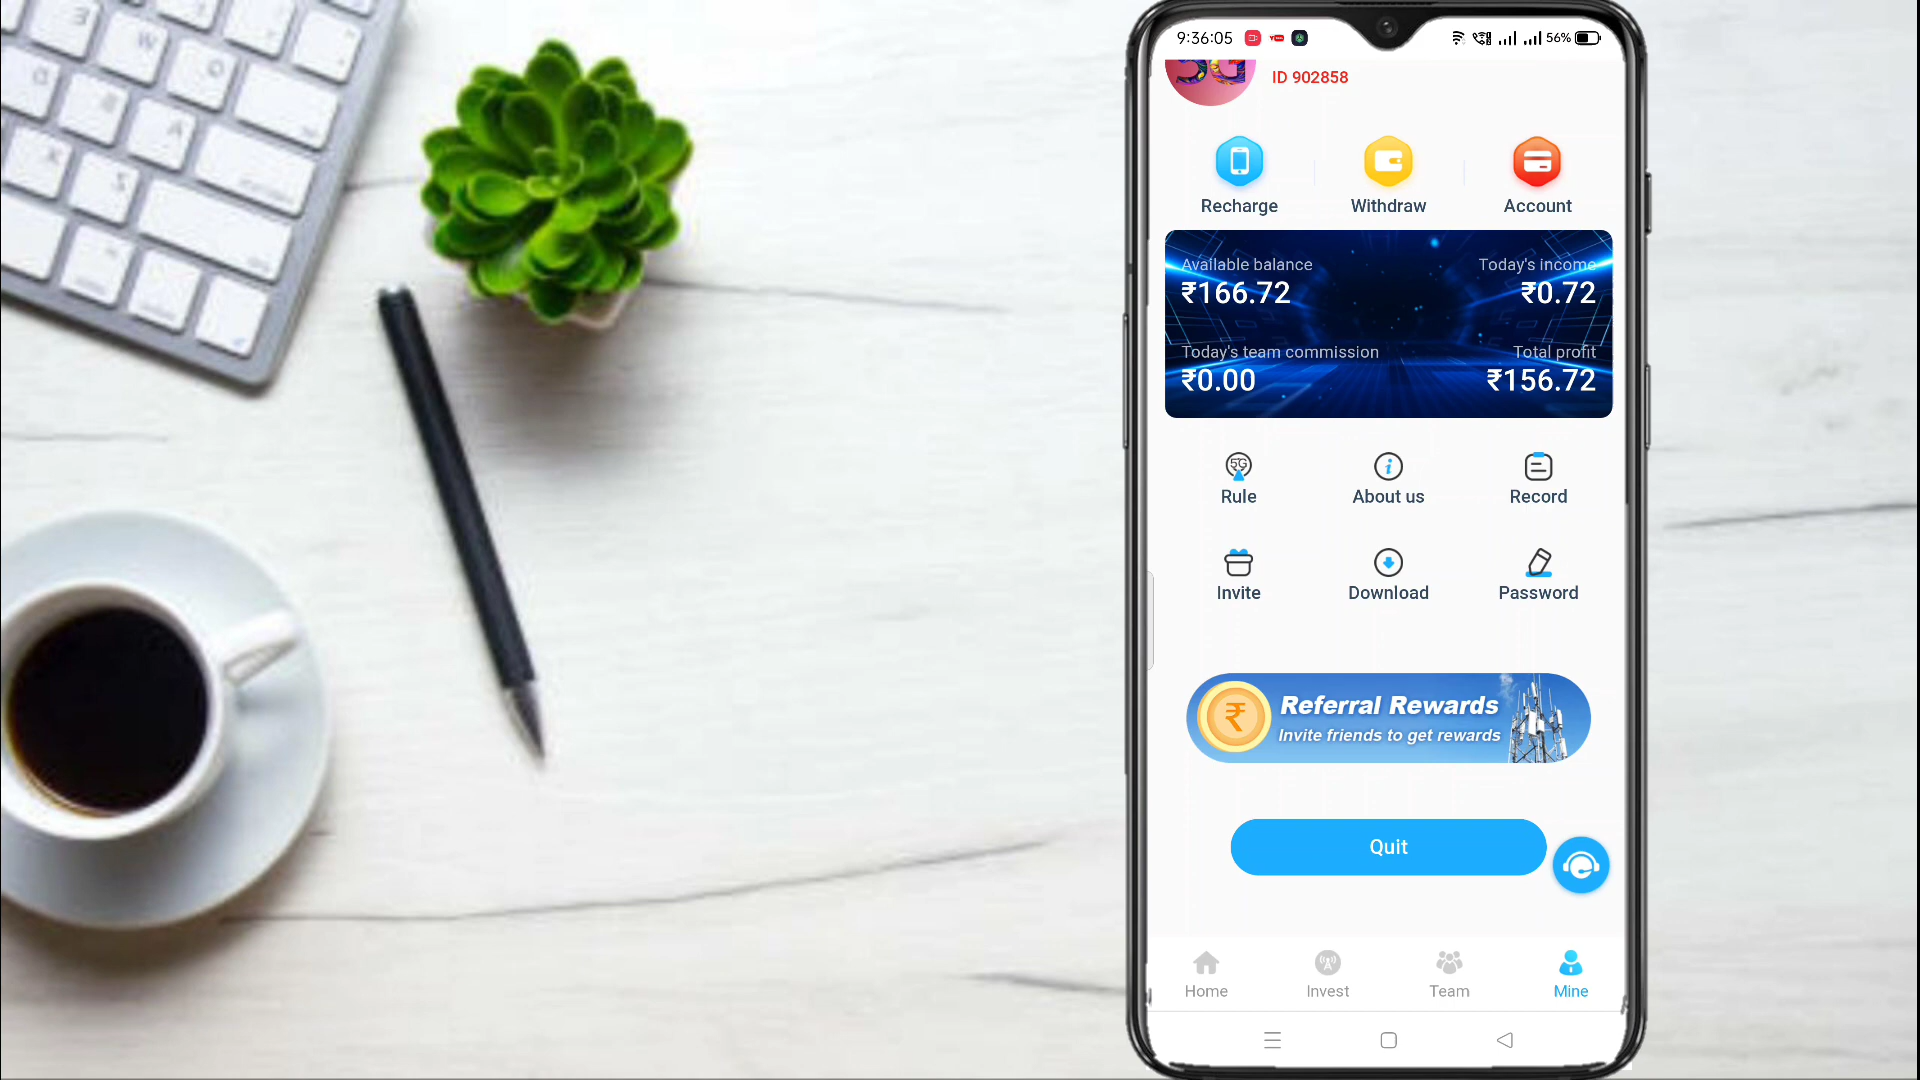 9:36:05
56%
5G
ID 902858
Recharge
Withdraw
Account
Available balance
Today's income
₹166.72
₹0.72
Today's team commission
Total profit
₹0.00
₹156.72
Rule
About us
Record
Invite
Download
Password
Referral Rewards
Invite friends to get rewards
Quit
Home
Invest
Team
Mine